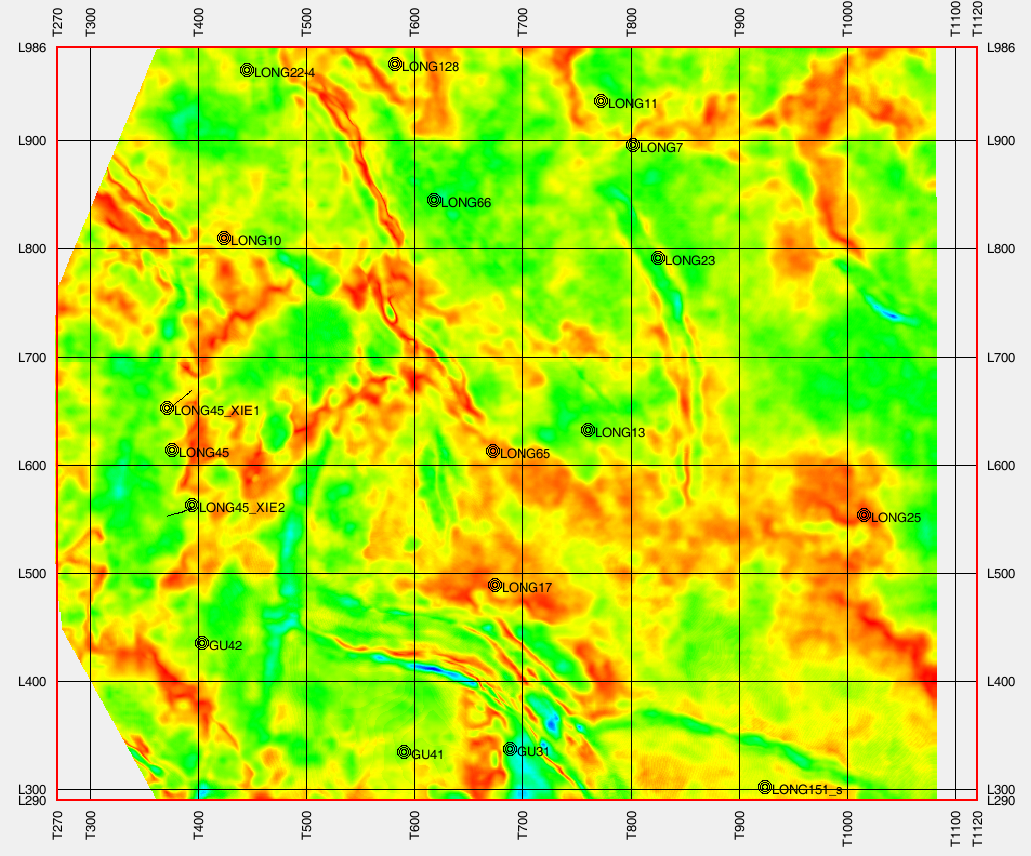 T270 T300 T400 T500 T600 T700 T800 T900 T1000 T1100 T1120
L986 L986
LONG22-4 LONG128
LONG11
L900 LONG7 L900
LONG66
LONG10
L800 L800
LONG23
L700 L700
LONG45_XIE1
LONG13
LONG45 LONG65
L600 L600
LONG45_XIE2
LONG25
L500 L500
LONG17
GU42
L400 L400
GU41 GU31
L300 LONG151_s L300
L290 L290
T270 T300 T400 T500 T600 T700 T800 T900 T1000 T1100 T1120